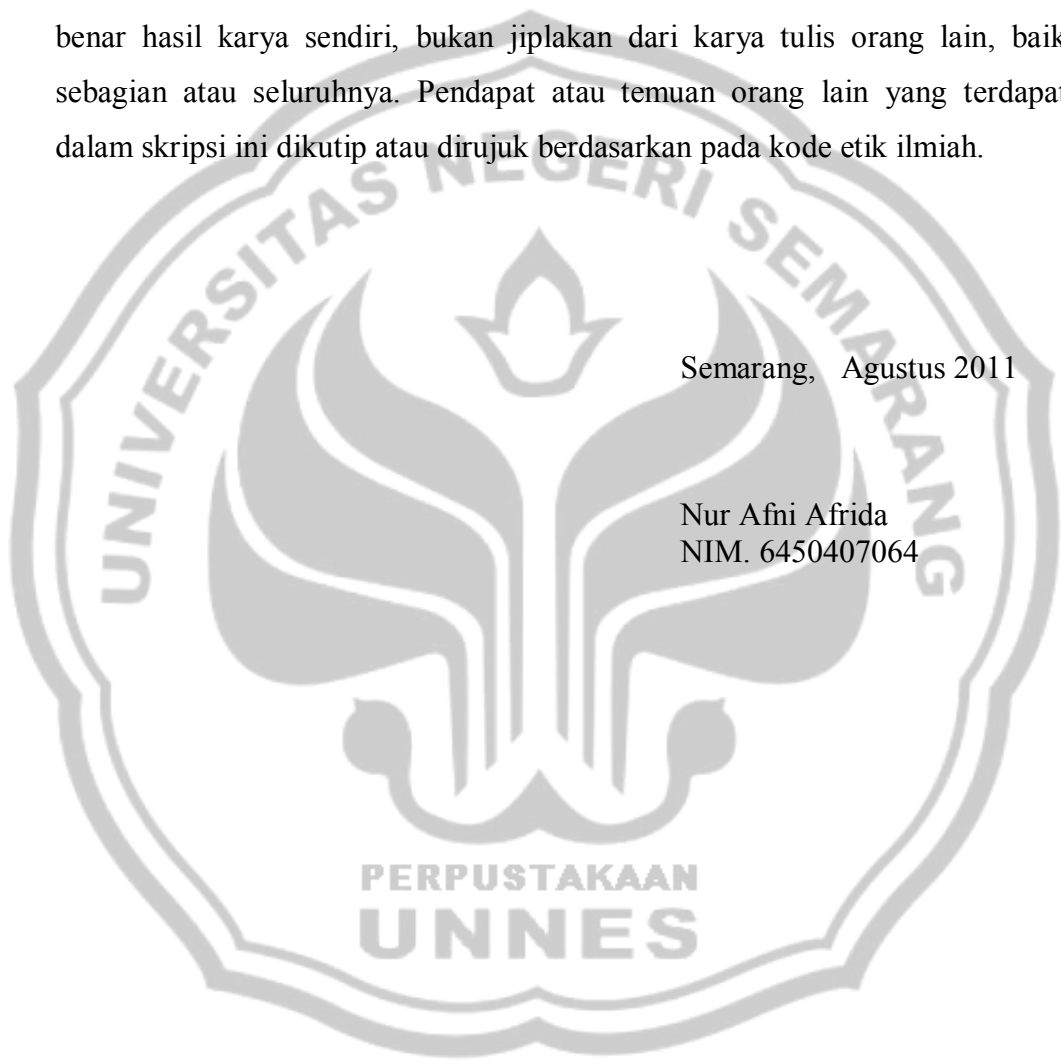 benar hasil karya sendiri, bukan jiplakan dari karya tulis orang lain, baik
sebagian atau seluruhnya. Pendapat atau temuan orang lain yang terdapat
dalam skripsi ini dikutip atau dirujuk berdasarkan pada kode etik ilmiah.
UNIVERSITAS NEGERI SEMARANG
Semarang, Agustus 2011
Nur Afni Afrida
NIM. 6450407064
PERPUSTAKAAN
UNNES